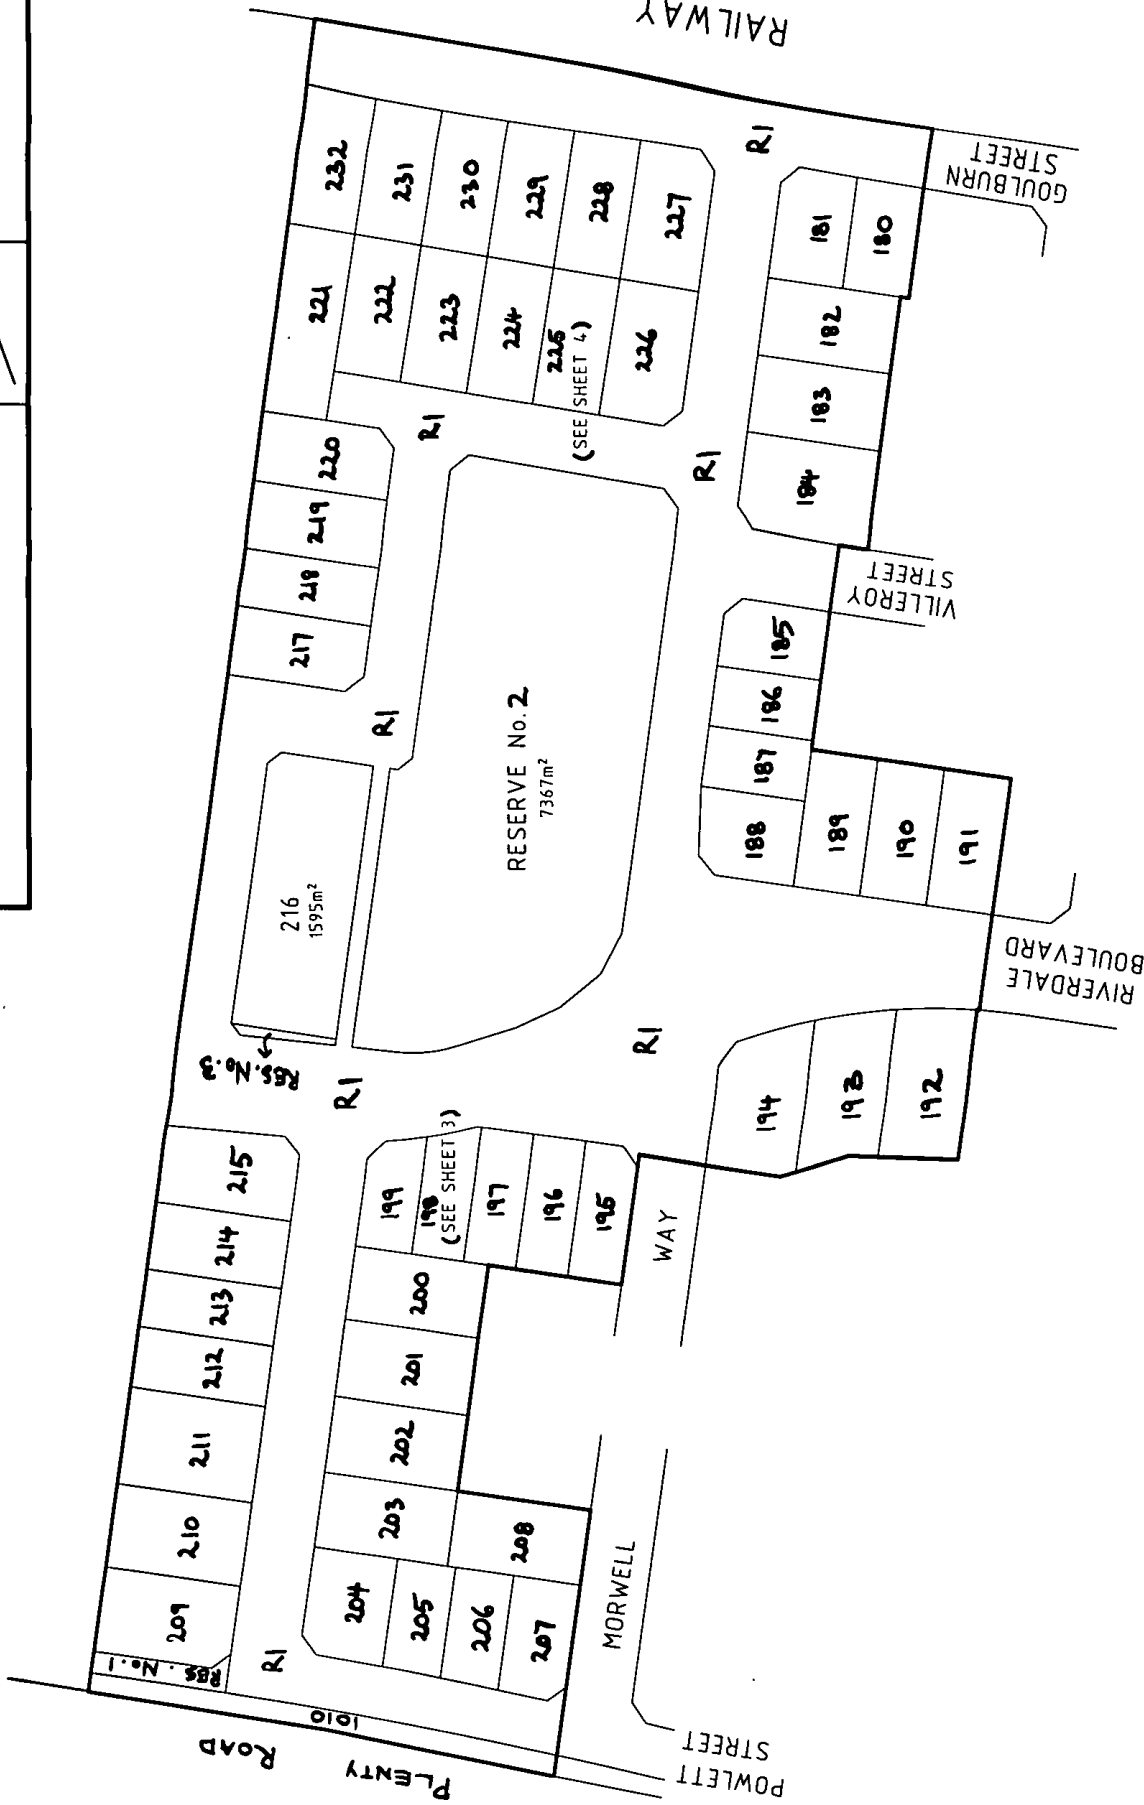 RAILWAY
R1
GOULBURN
STREET
232
231
230
229
228
227
181
180
221
222
223
224
225
(SEE SHEET 4)
226
182
183
184
220
219
218
217
R1
R1
VILLEROY
STREET
185
186
187
188
189
190
191
R1
RESERVE No. 2
7367m²
216
1595m²
RES. No. 3
RIVERDALE
BOULEVARD
R1
R1
194
193
192
215
214
213
212
211
210
209
199
198
(SEE SHEET 3)
197
196
195
WAY
200
201
202
203
208
204
205
206
207
MORWELL
RES. No. 1
R1
1010
PLENTY
ROAD
POWLETT
STREET